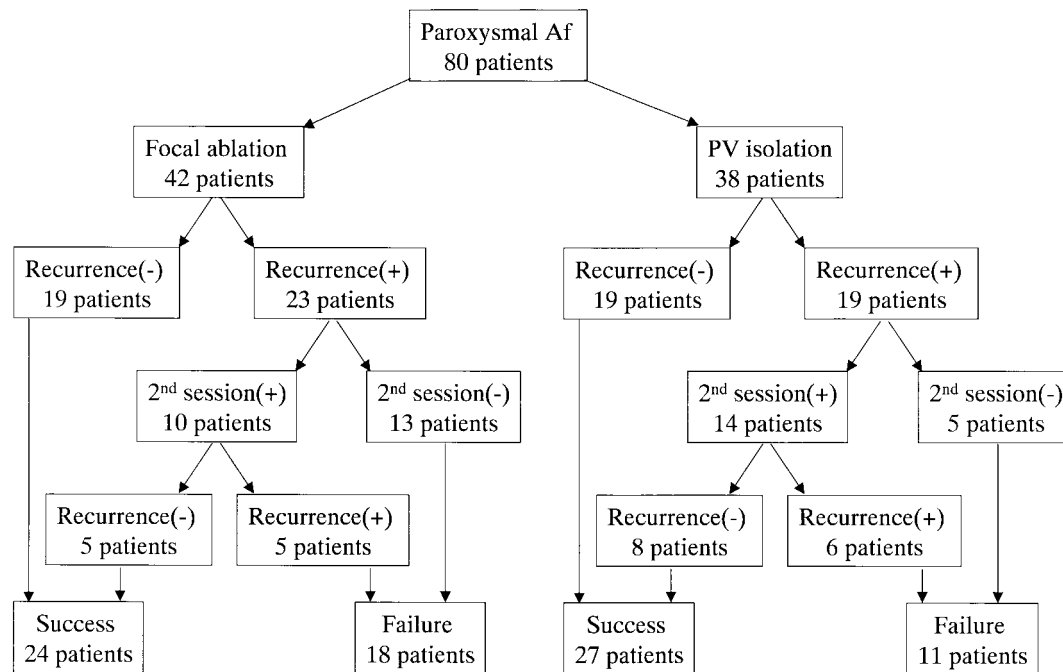 Paroxysmal Af
80 patients
Focal ablation
42 patients
PV isolation
38 patients
Recurrence(-)
19 patients
Recurrence(+)
23 patients
Recurrence(-)
19 patients
Recurrence(+)
19 patients
2nd session(+)
10 patients
2nd session(-)
13 patients
2nd session(+)
14 patients
2nd session(-)
5 patients
Recurrence(-)
5 patients
Recurrence(+)
5 patients
Recurrence(-)
8 patients
Recurrence(+)
6 patients
Success
24 patients
Failure
18 patients
Success
27 patients
Failure
11 patients